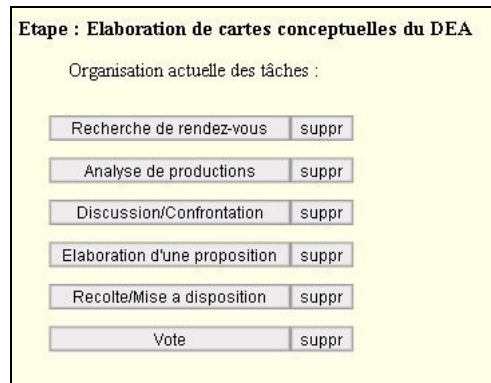 Etape : Elaboration de cartes conceptuelles du DEA
Organisation actuelle des tâches :
Recherche de rendez-vous suppr
Analyse de productions suppr
Discussion/Confrontation suppr
Elaboration d'une proposition suppr
Recolte/Mise a disposition suppr
Vote suppr